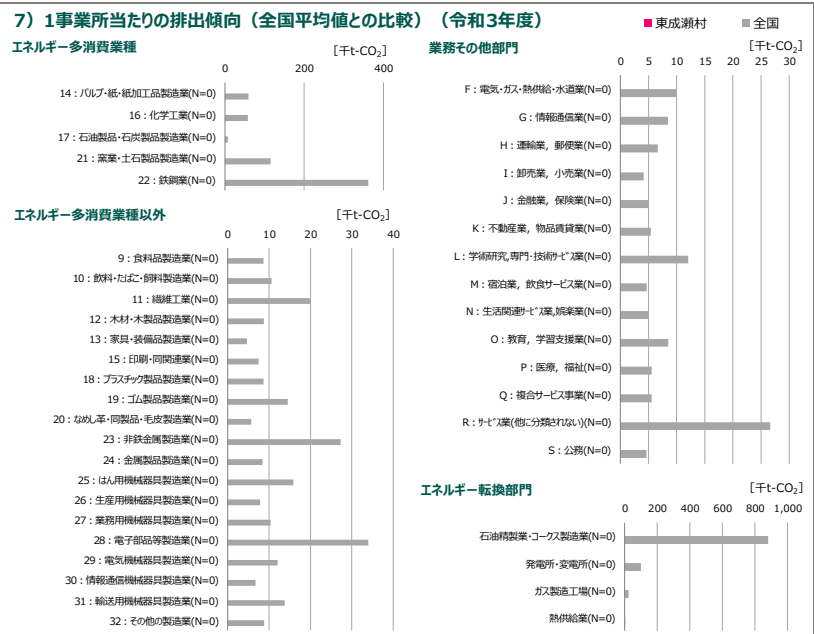 7）1事業所当たりの排出傾向（全国平均値との比較）（令和3年度）
■東成瀬村 ■全国
エネルギー多消費業種
[千t-CO₂]
0 200 400
14：パルプ・紙・紙加工品製造業(N=0)
16：化学工業(N=0)
17：石油製品・石炭製品製造業(N=0)
21：窯業・土石製品製造業(N=0)
22：鉄鋼業(N=0)
エネルギー多消費業種以外
[千t-CO₂]
0 10 20 30 40
9：食料品製造業(N=0)
10：飲料・たばこ・飼料製造業(N=0)
11：繊維工業(N=0)
12：木材・木製品製造業(N=0)
13：家具・装備品製造業(N=0)
15：印刷・同関連業(N=0)
18：プラスチック製品製造業(N=0)
19：ゴム製品製造業(N=0)
20：なめし革・同製品・毛皮製造業(N=0)
23：非鉄金属製造業(N=0)
24：金属製品製造業(N=0)
25：はん用機械器具製造業(N=0)
26：生産用機械器具製造業(N=0)
27：業務用機械器具製造業(N=0)
28：電子部品等製造業(N=0)
29：電気機械器具製造業(N=0)
30：情報通信機械器具製造業(N=0)
31：輸送用機械器具製造業(N=0)
32：その他の製造業(N=0)
業務その他部門
[千t-CO₂]
0 5 10 15 20 25 30
F：電気・ガス・熱供給・水道業(N=0)
G：情報通信業(N=0)
H：運輸業，郵便業(N=0)
I：卸売業，小売業(N=0)
J：金融業，保険業(N=0)
K：不動産業，物品賃貸業(N=0)
L：学術研究,専門・技術ｻｰﾋﾞｽ業(N=0)
M：宿泊業，飲食サービス業(N=0)
N：生活関連ｻｰﾋﾞｽ業,娯楽業(N=0)
O：教育，学習支援業(N=0)
P：医療，福祉(N=0)
Q：複合サービス事業(N=0)
R：ｻｰﾋﾞｽ業(他に分類されない)(N=0)
S：公務(N=0)
エネルギー転換部門
[千t-CO₂]
0 200 400 600 800 1,000
石油精製業・コークス製造業(N=0)
発電所・変電所(N=0)
ガス製造工場(N=0)
熱供給業(N=0)